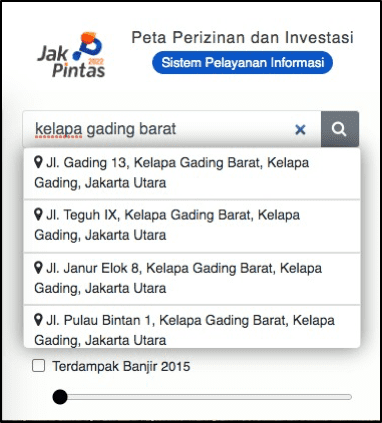 Jak
Pintas
2022
Peta Perizinan dan Investasi
Sistem Pelayanan Informasi
kelapa gading barat
Jl. Gading 13, Kelapa Gading Barat, Kelapa
Gading, Jakarta Utara
Jl. Teguh IX, Kelapa Gading Barat, Kelapa
Gading, Jakarta Utara
Jl. Janur Elok 8, Kelapa Gading Barat, Kelapa
Gading, Jakarta Utara
Jl. Pulau Bintan 1, Kelapa Gading Barat, Kelapa
Gading, Jakarta Utara
Terdampak Banjir 2015